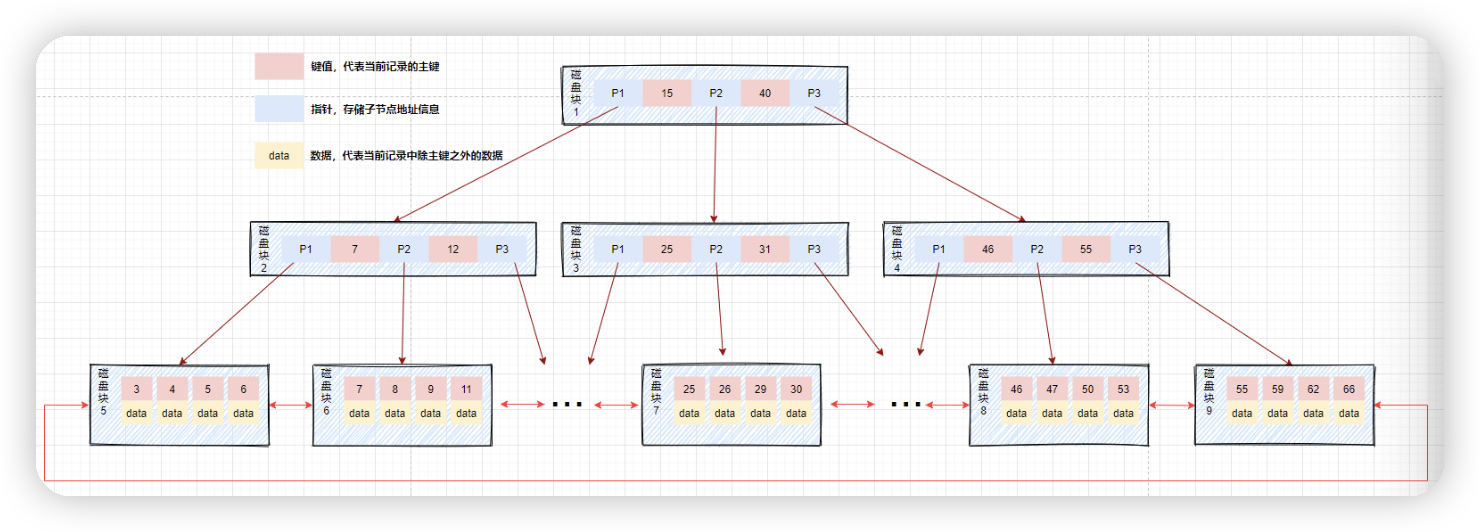 键值，代表当前记录的主键
指针，存储子节点地址信息
data 数据，代表当前记录中除主键之外的数据
磁盘块1 P1 15 P2 40 P3
磁盘块2 P1 7 P2 12 P3
磁盘块3 P1 25 P2 31 P3
磁盘块4 P1 46 P2 55 P3
磁盘块5 3 4 5 6
data data data data
磁盘块6 7 8 9 11
data data data data
...
磁盘块7 25 26 29 30
data data data data
...
磁盘块8 46 47 50 53
data data data data
磁盘块9 55 59 62 66
data data data data